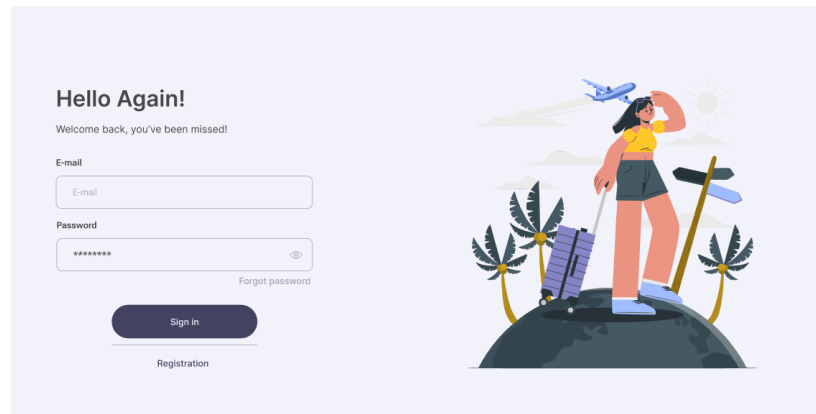 Hello Again!
Welcome back, you've been missed!
E-mail
E-mail
Password
********
Forgot password
Sign in
Registration